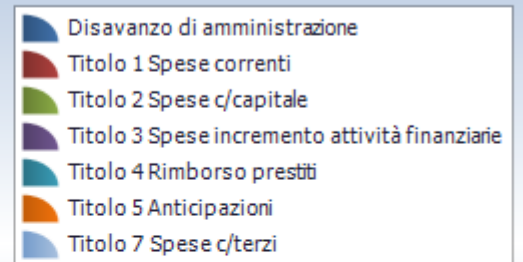 Disavanzo di amministrazione
Titolo 1 Spese correnti
Titolo 2 Spese c/capitale
Titolo 3 Spese incremento attività finanziarie
Titolo 4 Rimborso prestiti
Titolo 5 Anticipazioni
Titolo 7 Spese c/terzi